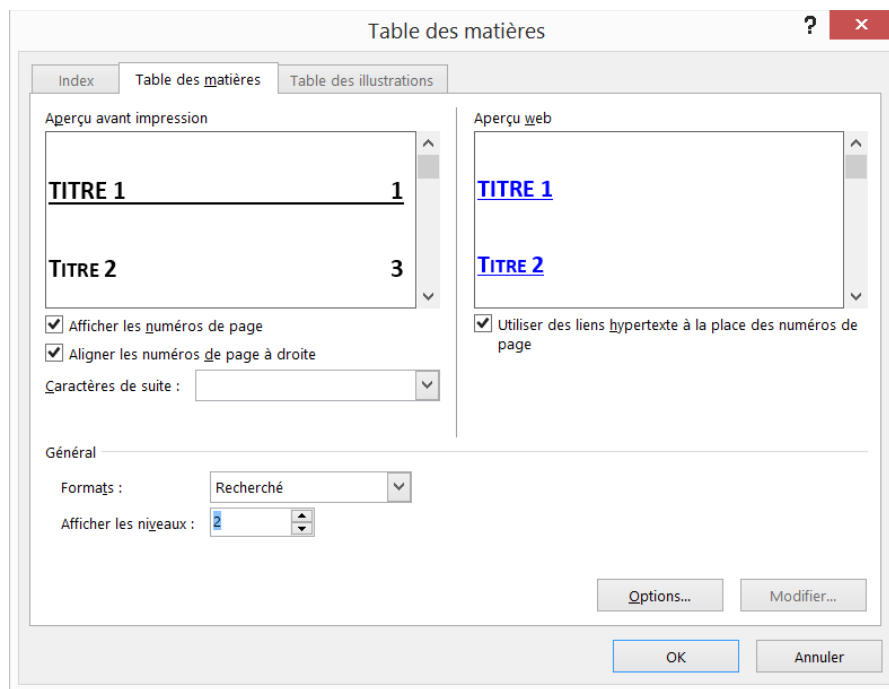 Table des matières
?
×
Index
Table des matières
Table des illustrations
Aperçu avant impression
TITRE 1 1
TITRE 2 3
Afficher les numéros de page
Aligner les numéros de page à droite
Caractères de suite :
Aperçu web
TITRE 1
TITRE 2
Utiliser des liens hypertexte à la place des numéros de
page
Général
Formats : Recherché
Afficher les niveaux : 2
Options...
Modifier...
OK
Annuler